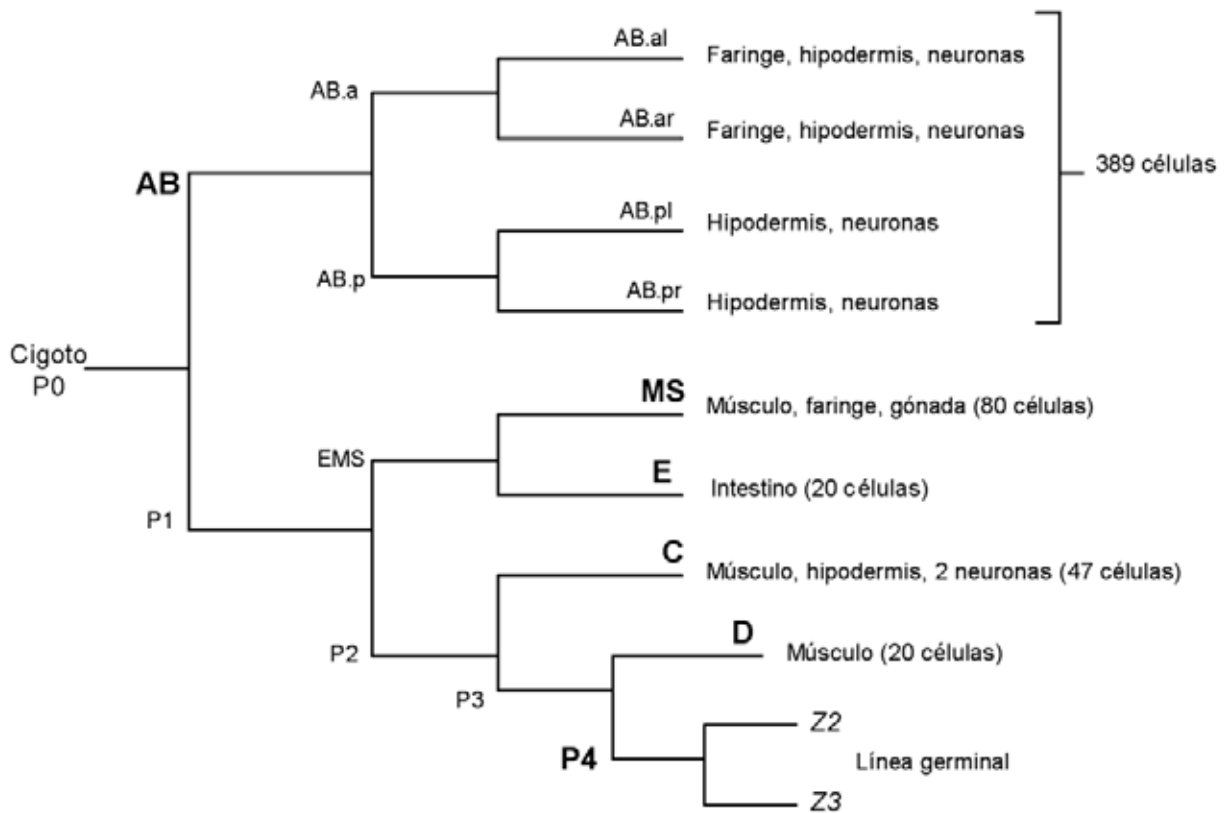 AB.al
Faringe, hipodermis, neuronas
AB.a
AB.ar
Faringe, hipodermis, neuronas
389 células
AB
AB.pl
Hipodermis, neuronas
AB.p
AB.pr
Hipodermis, neuronas
Cigoto
P0
MS
Músculo, faringe, gónada (80 células)
EMS
E
Intestino (20 células)
P1
C
Músculo, hipodermis, 2 neuronas (47 células)
D
P2
Músculo (20 células)
P3
Z2
P4
Línea germinal
Z3